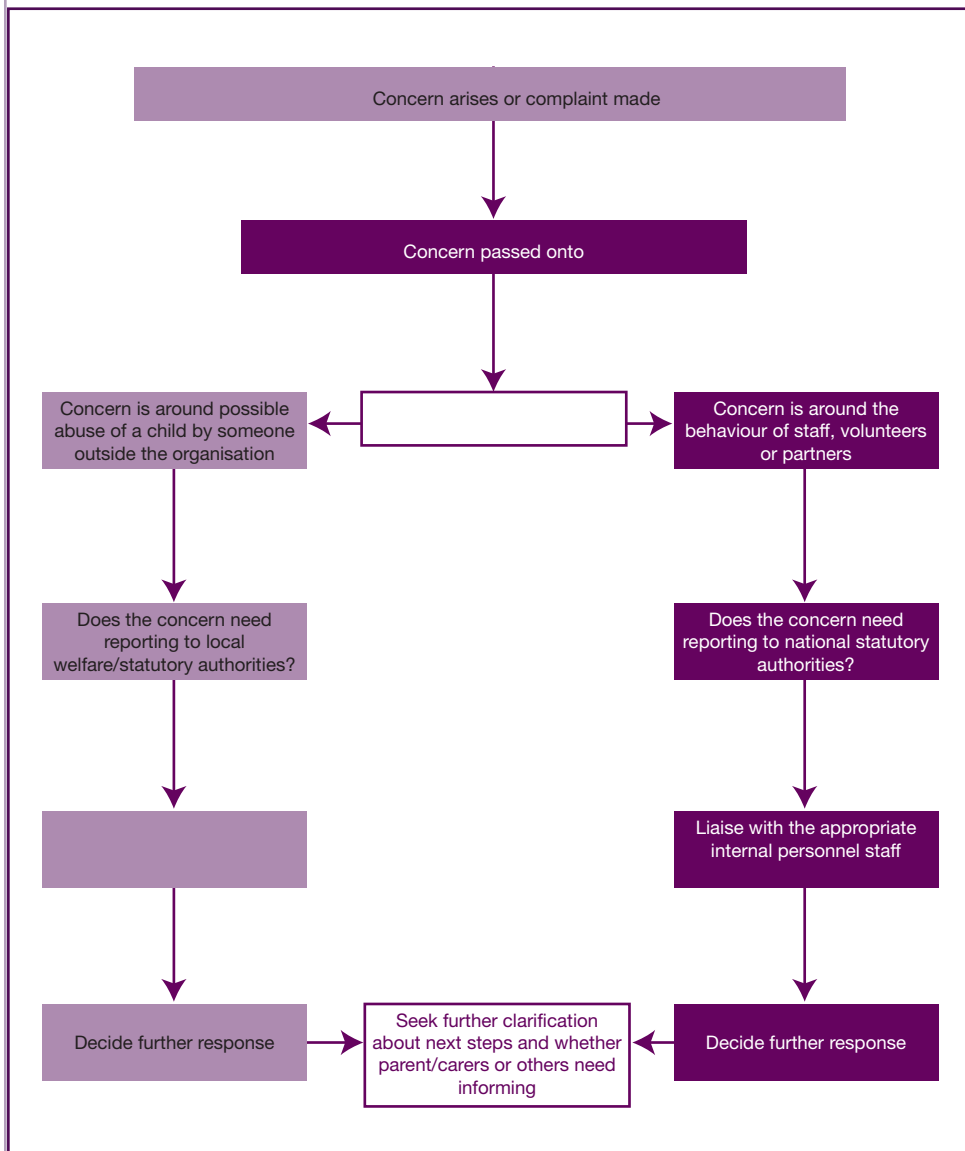 Concern arises or complaint made
Concern passed onto
Concern is around possible
abuse of a child by someone
outside the organisation
Concern is around the
behaviour of staff, volunteers
or partners
Does the concern need
reporting to local
welfare/statutory authorities?
Does the concern need
reporting to national statutory
authorities?
Liaise with the appropriate
internal personnel staff
Decide further response
Seek further clarification
about next steps and whether
parent/carers or others need
informing
Decide further response